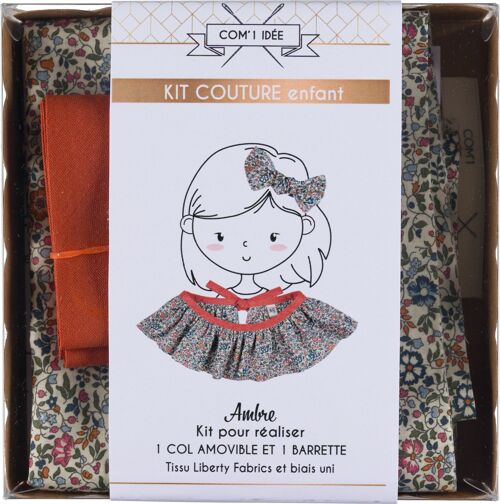 COM'I IDÉE
KIT COUTURE enfant
Ambre
Kit pour réaliser
1 COL AMOVIBLE ET 1 BARRETTE
Tissu Liberty Fabrics et biais uni
COM'I